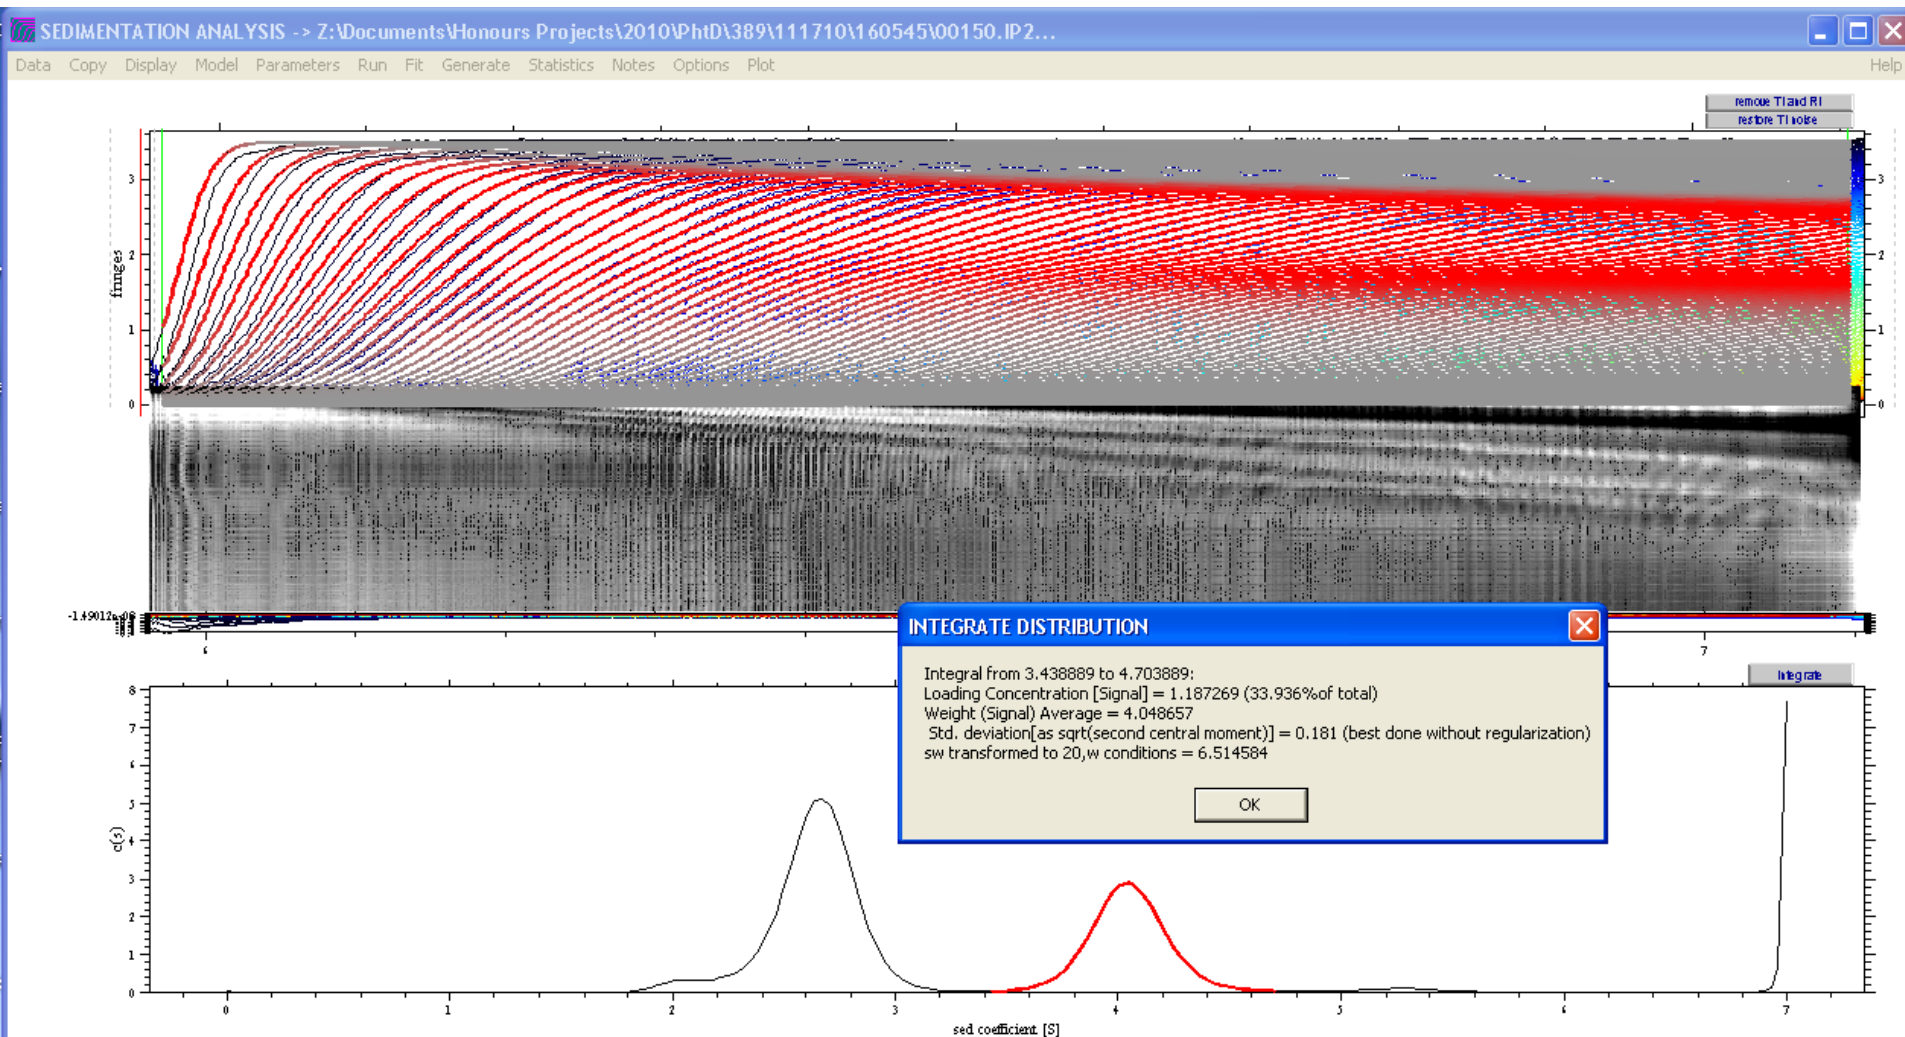 SEDIMENTATION ANALYSIS -> Z:\Documents\Honours Projects\2010\PhtD\389\111710\160545\00150.IP2...
Data Copy Display Model Parameters Run Fit Generate Statistics Notes Options Plot Help
remove TI and RI
restore TI noise
fringes
3
2
1
0
3
2
1
0
6
7
INTEGRATE DISTRIBUTION
Integral from 3.438889 to 4.703889:
Loading Concentration [Signal] = 1.187269 (33.936%of total)
Weight (Signal) Average = 4.048657
Std. deviation[as sqrt(second central moment)] = 0.181 (best done without regularization)
sw transformed to 20,w conditions = 6.514584
OK
Integrate
c(s)
8
7
6
5
4
3
2
1
0
0 1 2 3 4 5 6 7
sed coefficient [S]